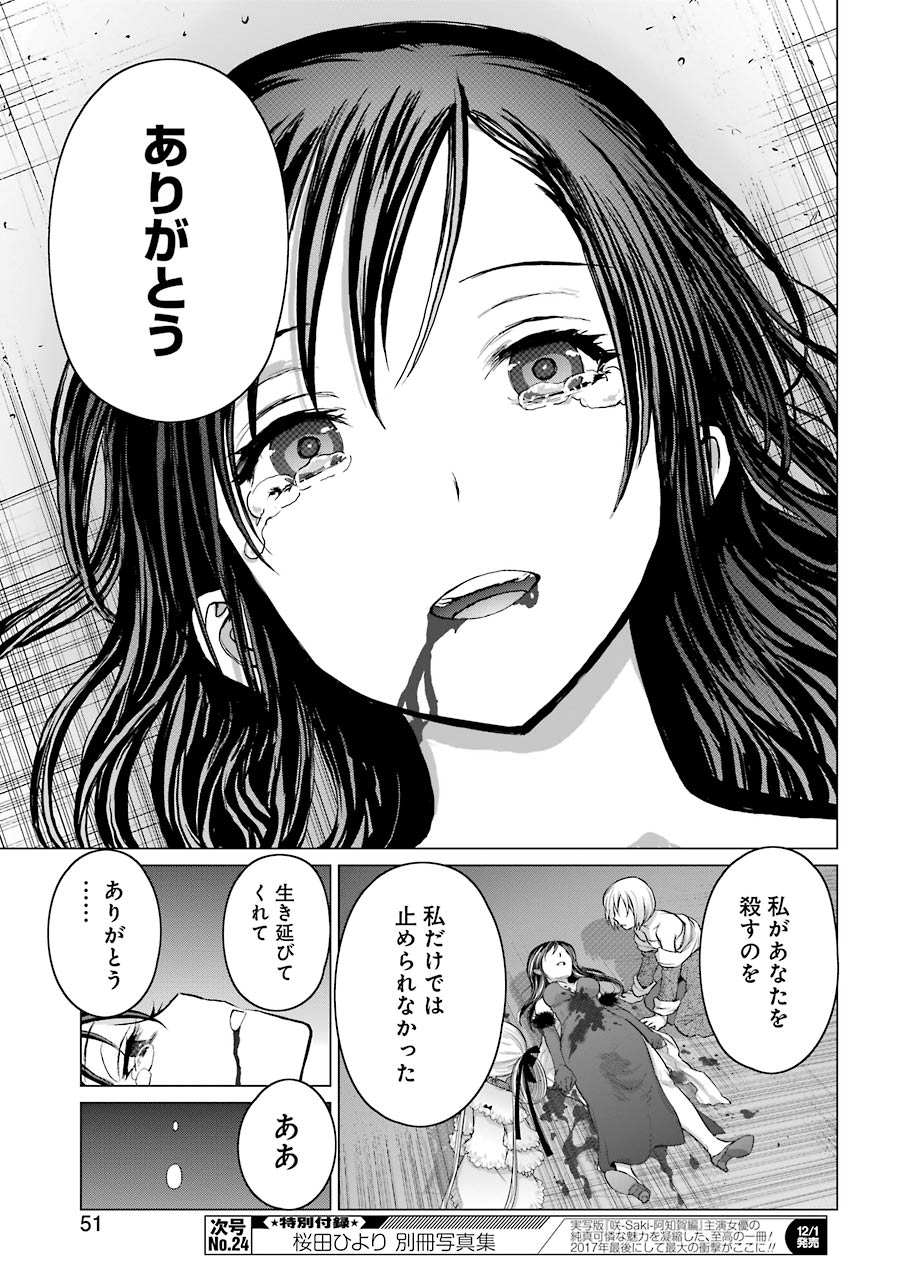 ありがとう
私があなたを
殺すのを
私だけでは
止められなかった
生き延びて
くれて
ありがとう
……
ああ
51
次号
No.24
★特別付録★
桜田ひより 別冊写真集
実写版『咲-Saki-阿知賀編』主演女優の
純真可憐な魅力を凝縮した、至高の一冊！
2017年最後にして最大の衝撃がここに!!
12/1
発売